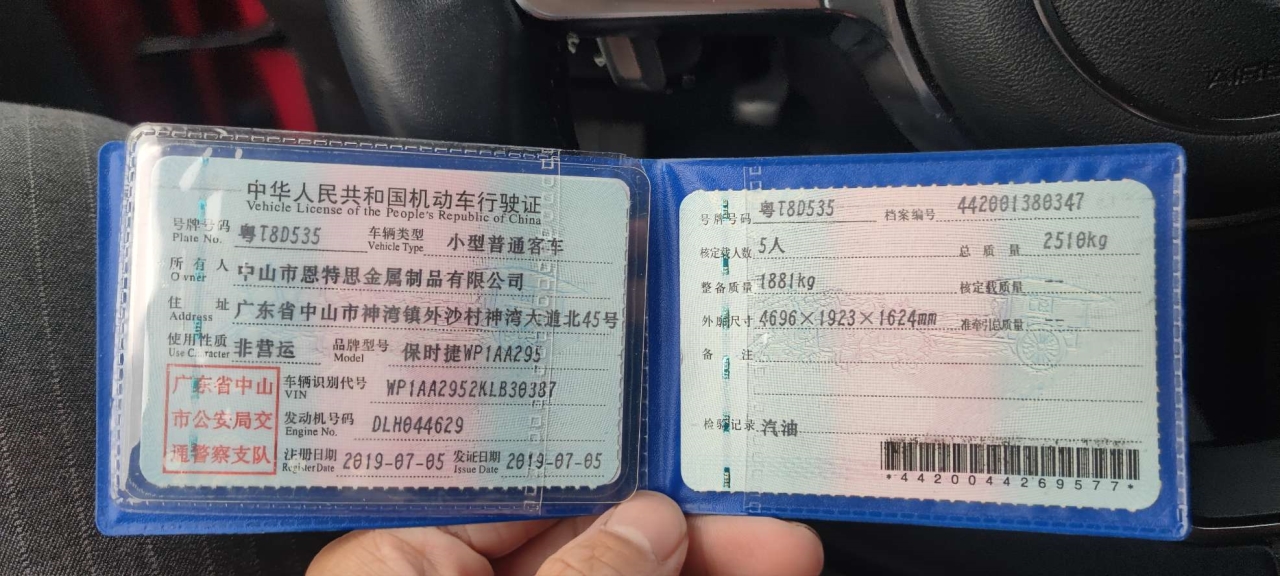 中华人民共和国机动车行驶证
Vehicle License of the People's Republic of China
号牌号码 粤T8D535 车辆类型 小型普通客车
Plate No. Vehicle Type
所有人 中山市恩特思金属制品有限公司
Owner
住址 广东省中山市神湾镇外沙村神湾大道北45号
Address
使用性质 非营运 品牌型号 保时捷WP1AA295
Use Character Model
广东省中山
市公安局交
通警察支队
车辆识别代号 WP1AA2952KLB30387
VIN
发动机号码 DLH044629
Engine No.
注册日期 2019-07-05 发证日期 2019-07-05
Register Date Issue Date
号牌号码 粤T8D535 档案编号 442001380347
核定载人数 5人 总质量 2510kg
整备质量 1881kg 核定载质量 --
外廓尺寸 4696×1923×1624mm 准牵引总质量 --
备注
检验记录 汽油
*4420044269577*